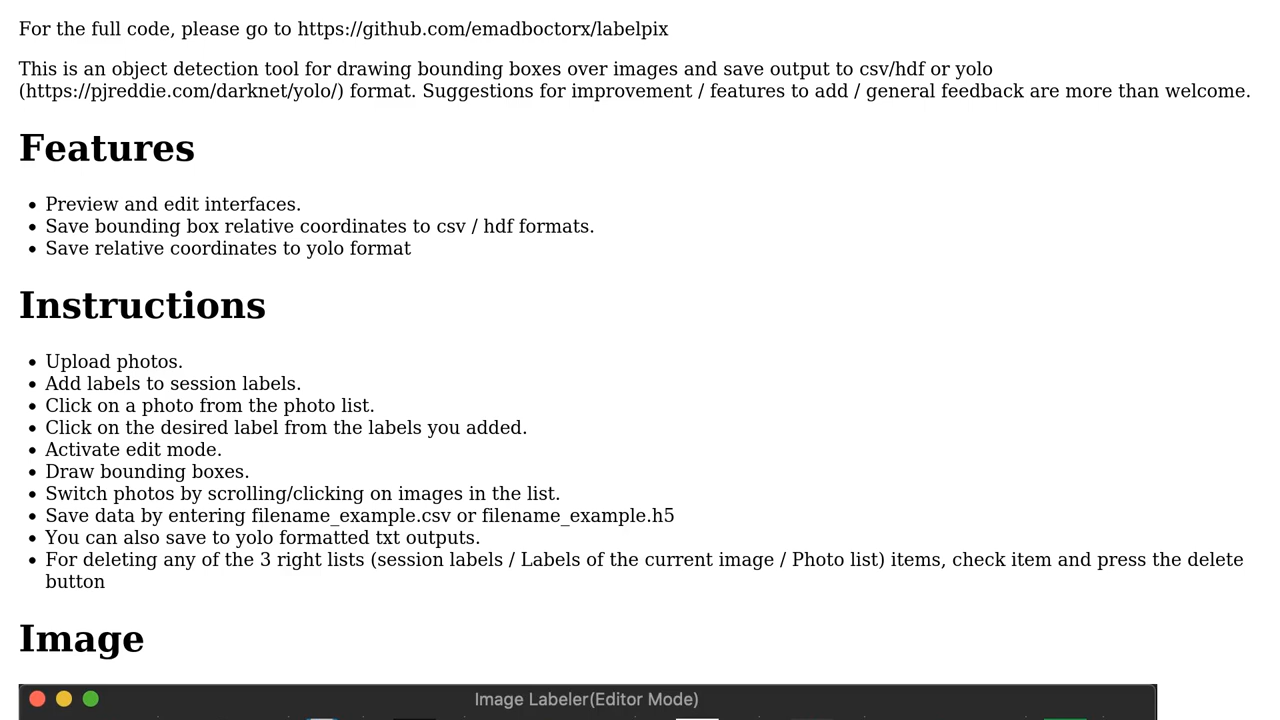 For the full code, please go to https://github.com/emadboctorx/labelpix
This is an object detection tool for drawing bounding boxes over images and save output to csv/hdf or yolo
(https://pjreddie.com/darknet/yolo/) format. Suggestions for improvement / features to add / general feedback are more than welcome.
Features
Preview and edit interfaces.
Save bounding box relative coordinates to csv / hdf formats.
Save relative coordinates to yolo format
Instructions
Upload photos.
Add labels to session labels.
Click on a photo from the photo list.
Click on the desired label from the labels you added.
Activate edit mode.
Draw bounding boxes.
Switch photos by scrolling/clicking on images in the list.
Save data by entering filename_example.csv or filename_example.h5
You can also save to yolo formatted txt outputs.
For deleting any of the 3 right lists (session labels / Labels of the current image / Photo list) items, check item and press the delete
button
Image
Image Labeler(Editor Mode)